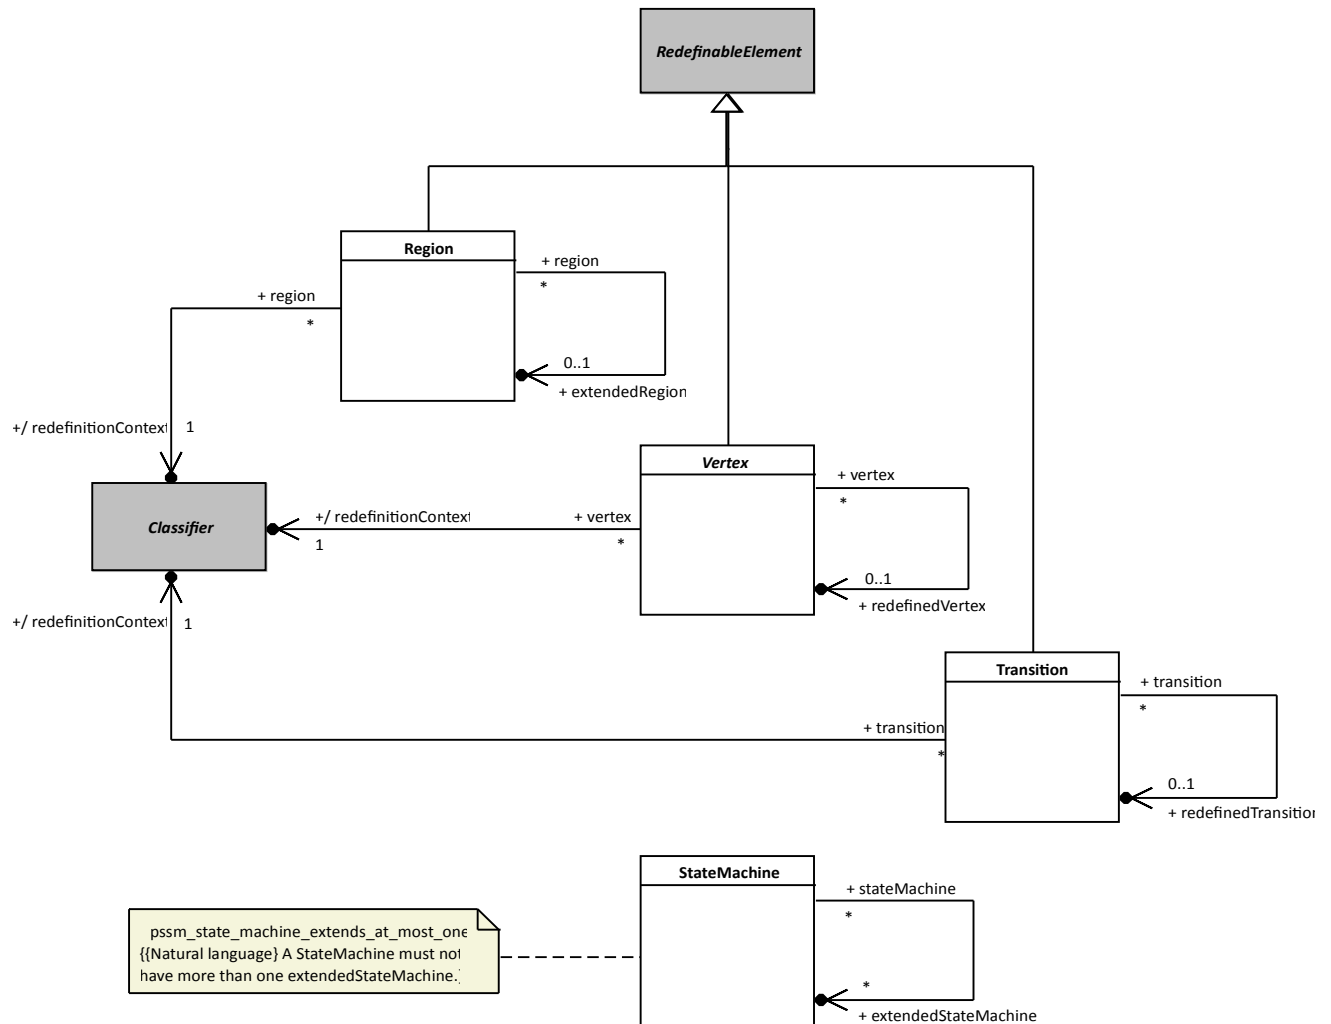 RedefinableElement
Region
+ region
*
0..1
+ extendedRegion
+ region
*
+/ redefinitionContext
1
Classifier
+/ redefinitionContext
1
+ vertex
*
Vertex
+ vertex
*
0..1
+ redefinedVertex
+/ redefinitionContext
1
+ transition
*
Transition
+ transition
*
0..1
+ redefinedTransition
StateMachine
+ stateMachine
*
*
+ extendedStateMachine
pssm_state_machine_extends_at_most_one
{{Natural language} A StateMachine must not
have more than one extendedStateMachine.}